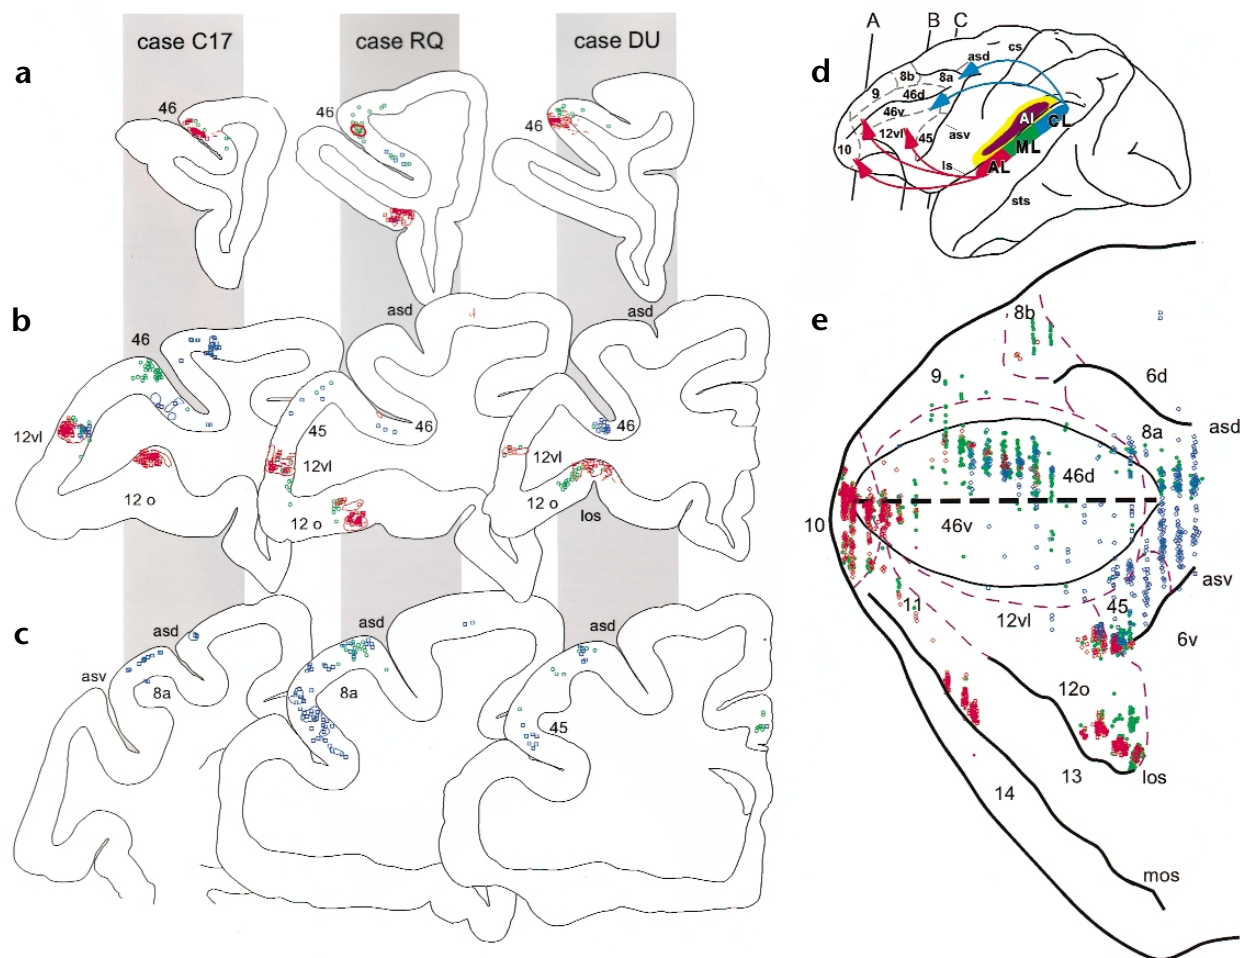 case C17
case RQ
case DU
a
46
46
46
b
asd
asd
46
12vl
12 o
45
46
12vl
12 o
46
12vl
12 o
los
c
asd
asv
8a
asd
8a
asd
45
d
A
B
C
cs
asd
8b
8a
9
46d
46v
12vl
45
asv
10
ls
AI
CL
ML
AL
sts
e
8b
9
6d
8a
asd
46d
46v
10
asv
11
12vl
45
6v
12o
13
los
14
mos